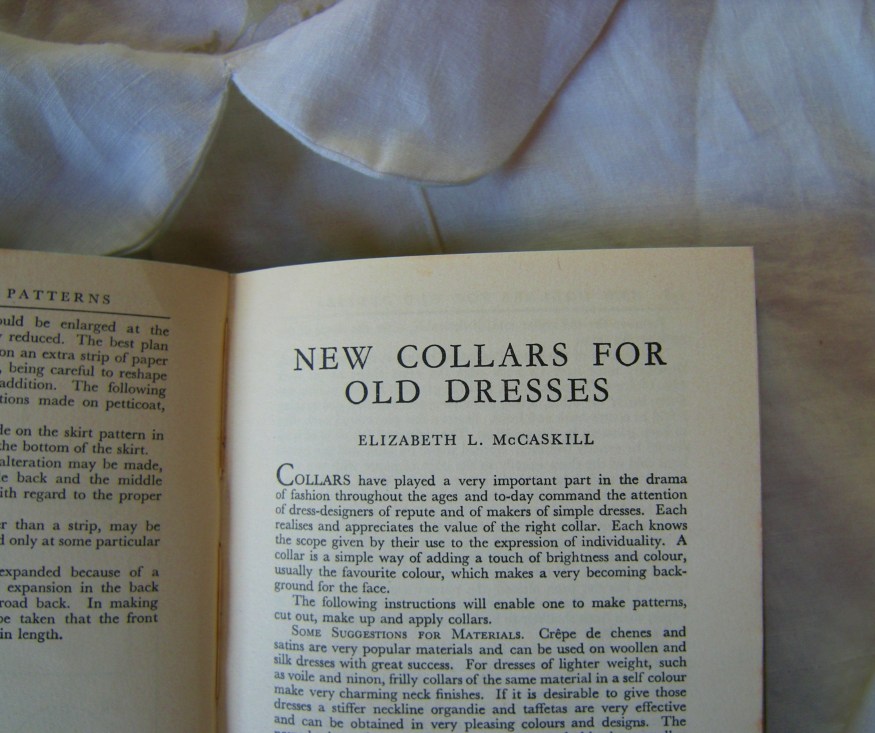 PATTERNS
ould be enlarged at the
reduced. The best plan
on an extra strip of paper
, being careful to reshape
addition. The following
tions made on petticoat,
de on the skirt pattern in
the bottom of the skirt.
alteration may be made,
e back and the middle
ith regard to the proper
er than a strip, may be
d only at some particular
expanded because of a
expansion in the back
road back. In making
be taken that the front
in length.
NEW COLLARS FOR
OLD DRESSES
ELIZABETH L. McCASKILL
COLLARS have played a very important part in the drama
of fashion throughout the ages and to-day command the attention
of dress-designers of repute and of makers of simple dresses. Each
realises and appreciates the value of the right collar. Each knows
the scope given by their use to the expression of individuality. A
collar is a simple way of adding a touch of brightness and colour,
usually the favourite colour, which makes a very becoming back-
ground for the face.
The following instructions will enable one to make patterns,
cut out, make up and apply collars.
SOME SUGGESTIONS FOR MATERIALS. Crêpe de chenes and
satins are very popular materials and can be used on woollen and
silk dresses with great success. For dresses of lighter weight, such
as voile and ninon, frilly collars of the same material in a self colour
make very charming neck finishes. If it is desirable to give those
dresses a stiffer neckline organdie and taffetas are very effective
and can be obtained in very pleasing colours and designs. The